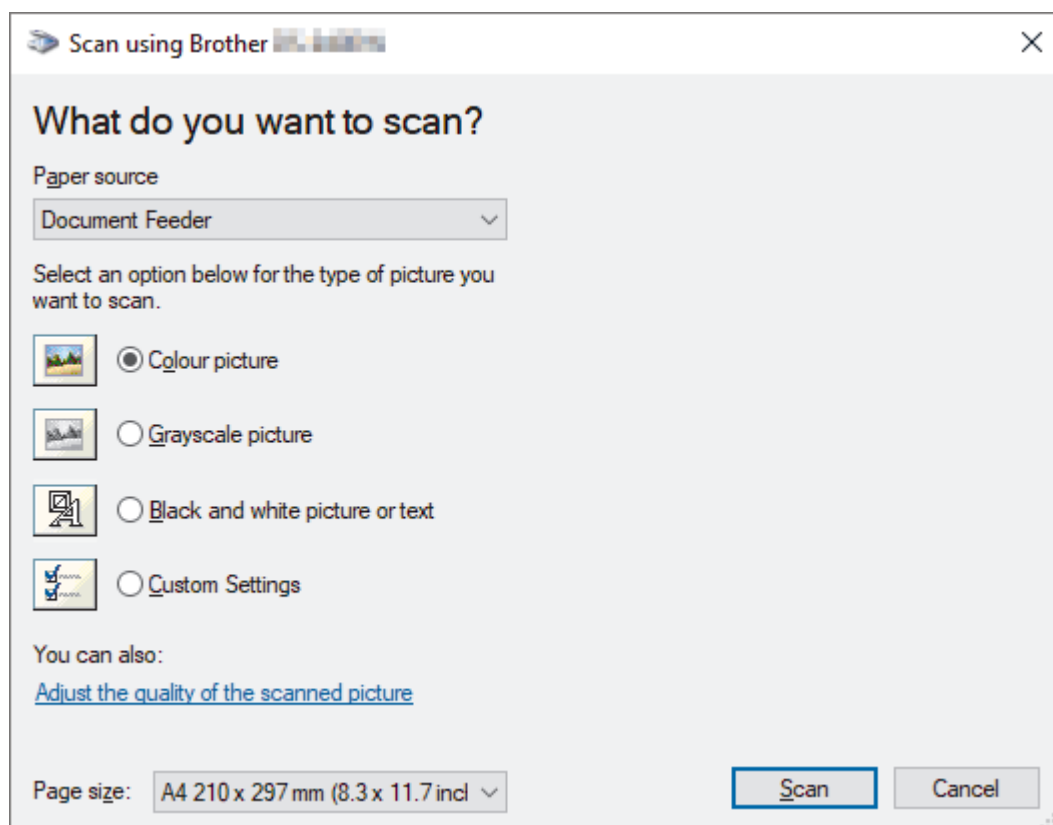 Scan using Brother
What do you want to scan?
Paper source
Document Feeder
Select an option below for the type of picture you
want to scan.
Colour picture
Grayscale picture
Black and white picture or text
Custom Settings
You can also:
Adjust the quality of the scanned picture
Page size: A4 210 x 297 mm (8.3 x 11.7 incl
Scan Cancel